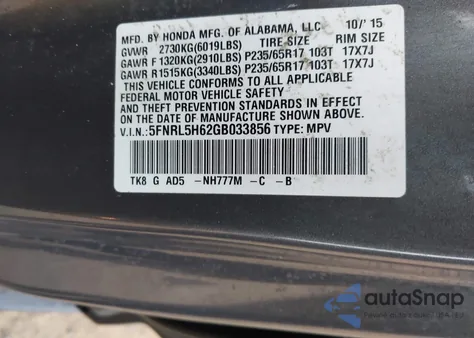 MFD. BY HONDA MFG. OF ALABAMA, LLC 10/'15
GVWR 2730KG(6019LBS) TIRE SIZE RIM SIZE
GAWR F 1320KG(2910LBS) P235/65R17 103T 17X7J
GAWR R 1515KG(3340LBS) P235/65R17 103T 17X7J
THIS VEHICLE CONFORMS TO ALL APPLICABLE
FEDERAL MOTOR VEHICLE SAFETY AND THEFT
PREVENTION STANDARDS IN EFFECT ON THE
DATE OF MANUFACTURE SHOWN ABOVE.
V.I.N.: 5FNRL5H62GB033856 TYPE: MPV
TK8 G AD5 -NH777M -C -B
autoSnap